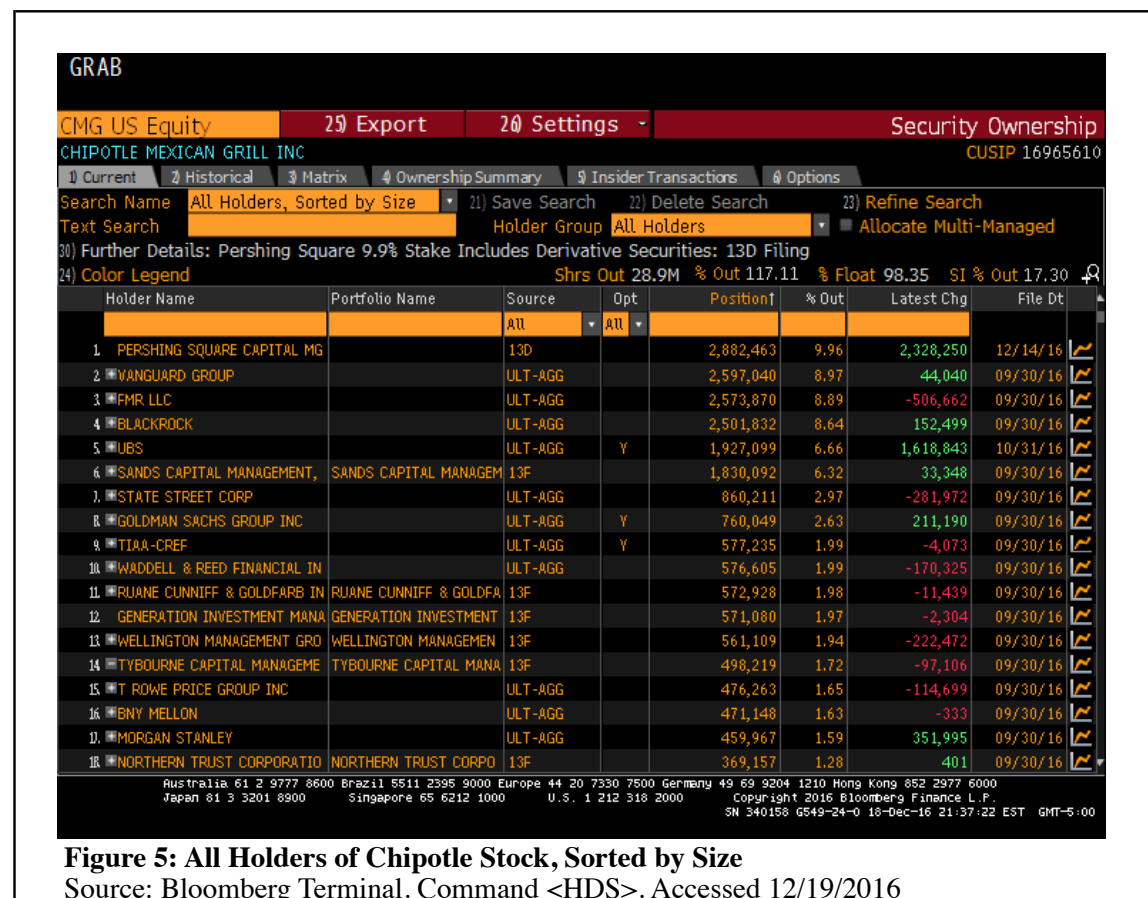 GRAB
CMG US Equity 25) Export 26) Settings Security Ownership
CHIPOTLE MEXICAN GRILL INC CUSIP 16965610
1) Current 2) Historical 3) Matrix 4) Ownership Summary 5) Insider Transactions 6) Options
Search Name All Holders, Sorted by Size 21) Save Search 22) Delete Search 23) Refine Search
Text Search Holder Group All Holders Allocate Multi-Managed
30) Further Details: Pershing Square 9.9% Stake Includes Derivative Securities: 13D Filing
24) Color Legend Shrs Out 28.9M % Out 117.11 % Float 98.35 SI % Out 17.30
Holder Name Portfolio Name Source Opt Position↑ % Out Latest Chg File Dt
All All
1. PERSHING SQUARE CAPITAL MG 13D 2,882,463 9.96 2,328,250 12/14/16
2. VANGUARD GROUP ULT-AGG 2,597,040 8.97 44,040 09/30/16
3. FMR LLC ULT-AGG 2,573,870 8.89 -506,662 09/30/16
4. BLACKROCK ULT-AGG 2,501,832 8.64 152,499 09/30/16
5. UBS ULT-AGG Y 1,927,099 6.66 1,618,843 10/31/16
6. SANDS CAPITAL MANAGEMENT, SANDS CAPITAL MANAGEM 13F 1,830,092 6.32 33,348 09/30/16
7. STATE STREET CORP ULT-AGG 860,211 2.97 -281,972 09/30/16
8. GOLDMAN SACHS GROUP INC ULT-AGG Y 760,049 2.63 211,190 09/30/16
9. TIAA-CREF ULT-AGG Y 577,235 1.99 -4,073 09/30/16
10. WADDELL & REED FINANCIAL IN ULT-AGG 576,605 1.99 -170,325 09/30/16
11. RUANE CUNNIFF & GOLDFARB IN RUANE CUNNIFF & GOLDFA 13F 572,928 1.98 -11,439 09/30/16
12. GENERATION INVESTMENT MANA GENERATION INVESTMENT 13F 571,080 1.97 -2,304 09/30/16
13. WELLINGTON MANAGEMENT GRO WELLINGTON MANAGEMEN 13F 561,109 1.94 -222,472 09/30/16
14. TYBOURNE CAPITAL MANAGEME TYBOURNE CAPITAL MANA 13F 498,219 1.72 -97,106 09/30/16
15. T ROWE PRICE GROUP INC ULT-AGG 476,263 1.65 -114,699 09/30/16
16. BNY MELLON ULT-AGG 471,148 1.63 -333 09/30/16
17. MORGAN STANLEY ULT-AGG 459,967 1.59 351,995 09/30/16
18. NORTHERN TRUST CORPORATIO NORTHERN TRUST CORPO 13F 369,157 1.28 401 09/30/16
Australia 61 2 9777 8600 Brazil 5511 2395 9000 Europe 44 20 7330 7500 Germany 49 69 9204 1210 Hong Kong 852 2977 6000
Japan 81 3 3201 8900 Singapore 65 6212 1000 U.S. 1 212 318 2000 Copyright 2016 Bloomberg Finance L.P.
SN 340158 G549-24-0 18-Dec-16 21:37:22 EST GMT-5:00
Figure 5: All Holders of Chipotle Stock, Sorted by Size
Source: Bloomberg Terminal. Command <HDS>. Accessed 12/19/2016